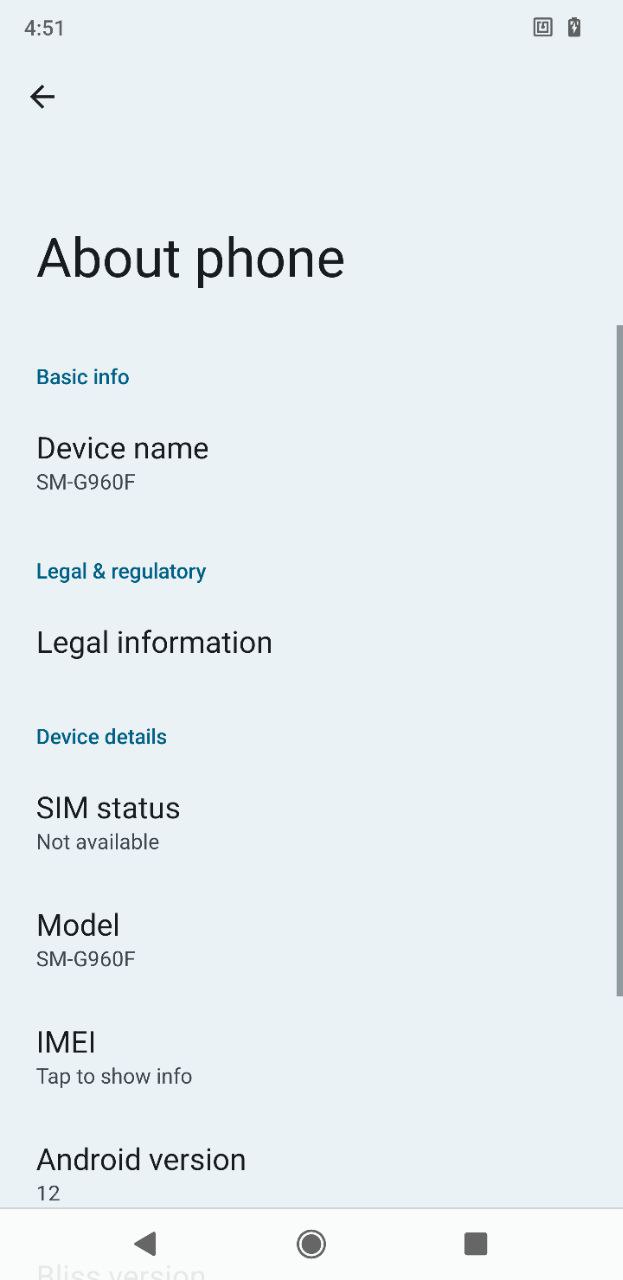 4:51
About phone
Basic info
Device name
SM-G960F
Legal & regulatory
Legal information
Device details
SIM status
Not available
Model
SM-G960F
IMEI
Tap to show info
Android version
12
Bliss version